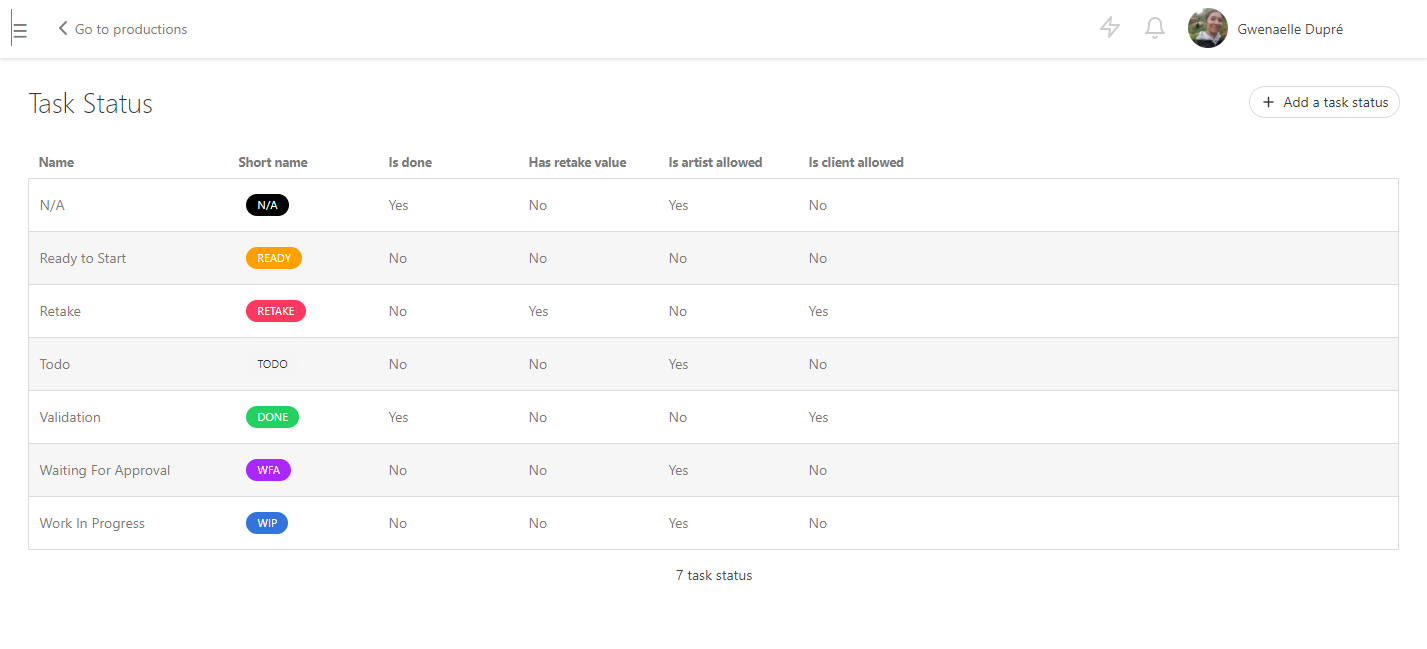 Go to productions
Gwenaelle Dupré
Task Status
+ Add a task status
Name Short name Is done Has retake value Is artist allowed Is client allowed
N/A N/A Yes No Yes No
Ready to Start READY No No No No
Retake RETAKE No Yes No Yes
Todo TODO No No Yes No
Validation DONE Yes No No Yes
Waiting For Approval WFA No No Yes No
Work In Progress WIP No No Yes No
7 task status